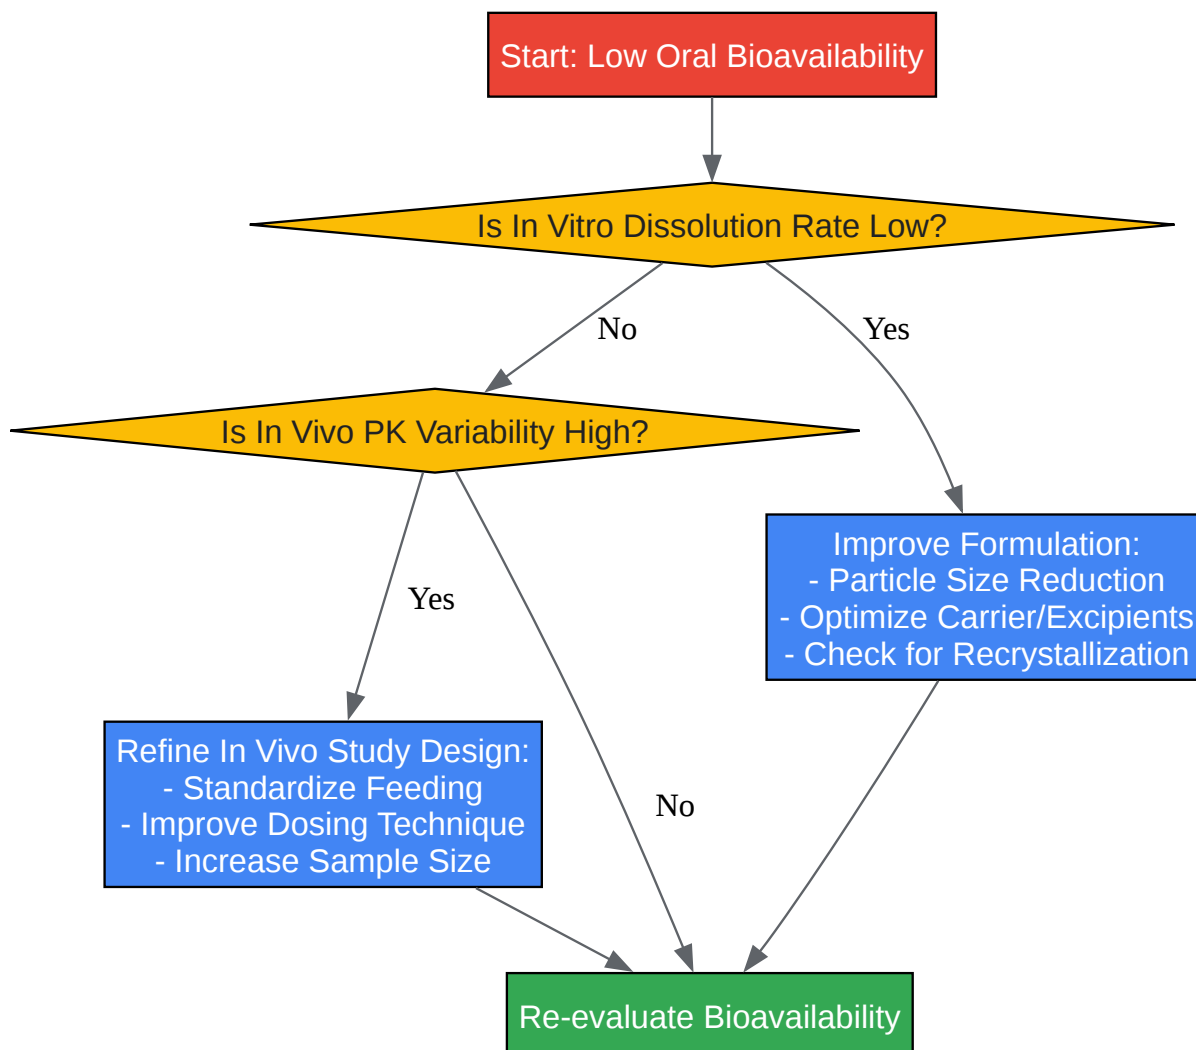 Start: Low Oral Bioavailability
Is In Vitro Dissolution Rate Low?
No
Yes
Is In Vivo PK Variability High?
Improve Formulation:
- Particle Size Reduction
- Optimize Carrier/Excipients
- Check for Recrystallization
Yes
Refine In Vivo Study Design:
- Standardize Feeding
- Improve Dosing Technique
- Increase Sample Size
No
Re-evaluate Bioavailability